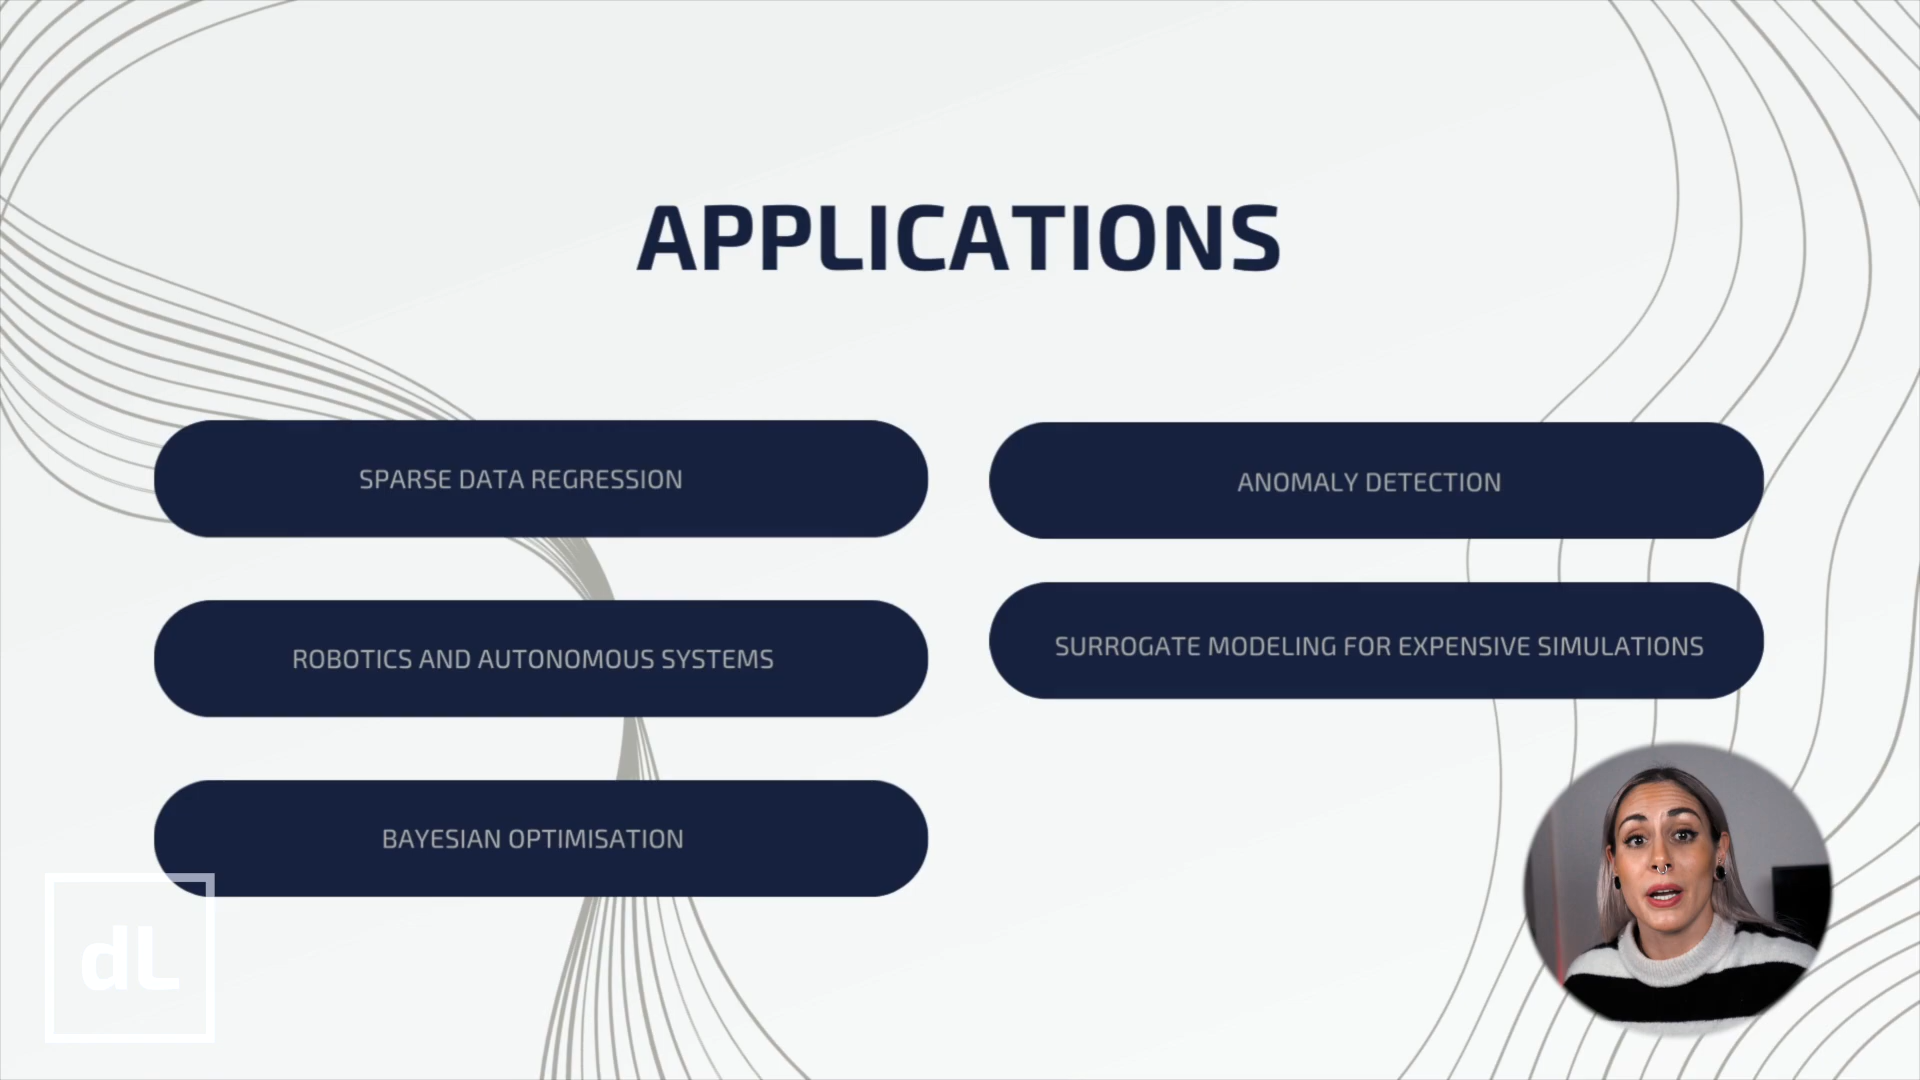 APPLICATIONS
SPARSE DATA REGRESSION
ROBOTICS AND AUTONOMOUS SYSTEMS
BAYESIAN OPTIMISATION
ANOMALY DETECTION
SURROGATE MODELING FOR EXPENSIVE SIMULATIONS
dL